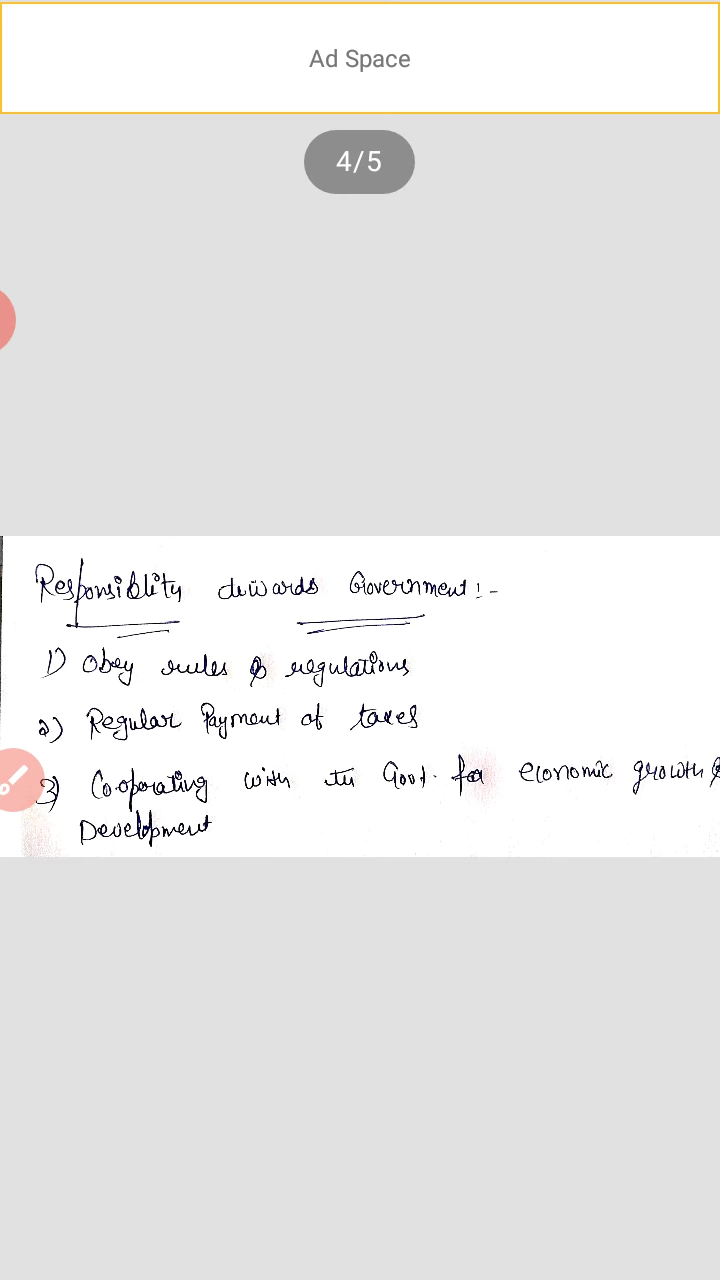 Ad Space
4/5
Responsiblity towards Government:-
1) Obey rules & regulations
2) Regular Payment of taxes
3) Co-operating with the Govt. for economic growth &
Development